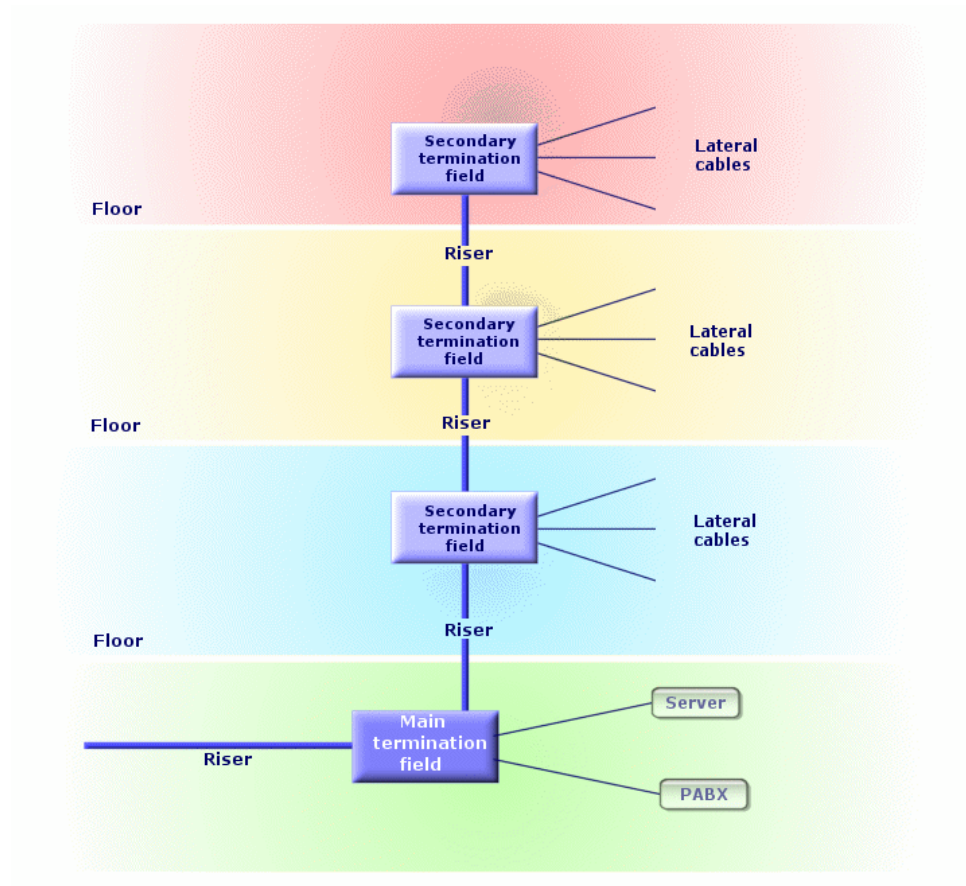 Secondary
termination
field
Lateral
cables
Floor
Riser
Secondary
termination
field
Lateral
cables
Riser
Floor
Secondary
termination
field
Lateral
cables
Riser
Floor
Main
termination
field
Server
Riser
PABX